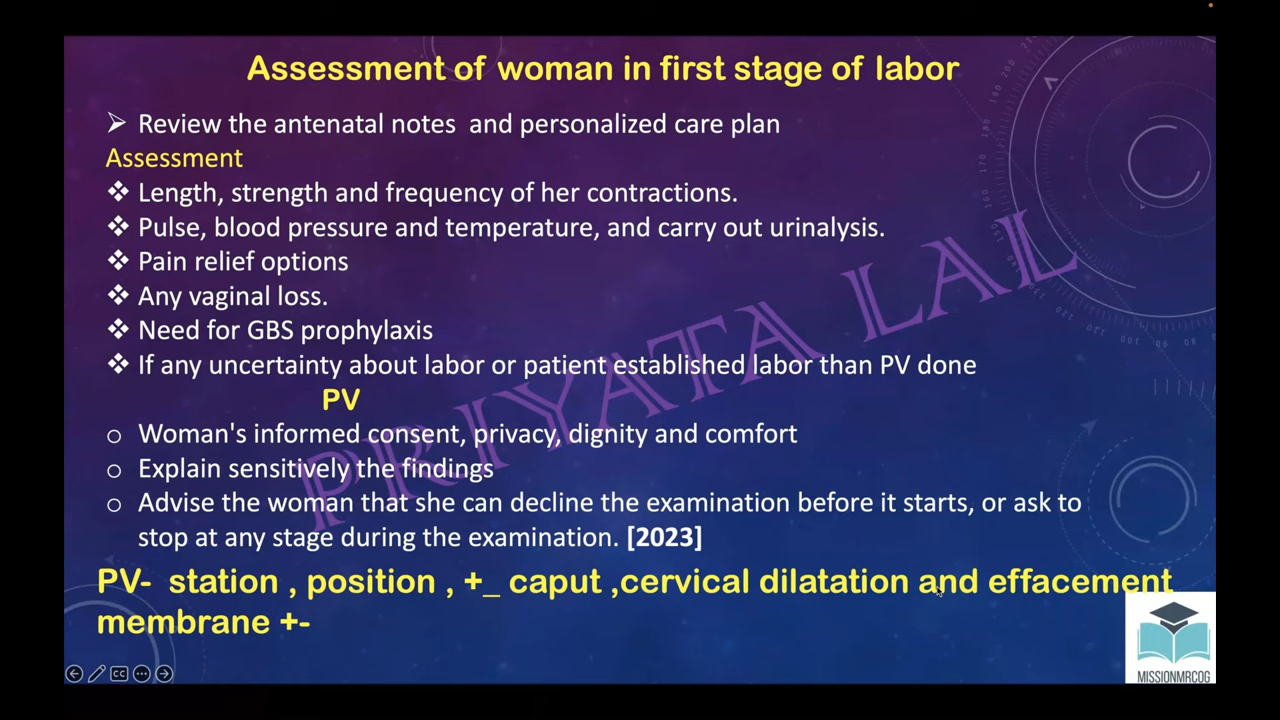 Assessment of woman in first stage of labor
Review the antenatal notes and personalized care plan
Assessment
Length, strength and frequency of her contractions.
Pulse, blood pressure and temperature, and carry out urinalysis.
Pain relief options
Any vaginal loss.
Need for GBS prophylaxis
If any uncertainty about labor or patient established labor than PV done
PV
Woman's informed consent, privacy, dignity and comfort
Explain sensitively the findings
Advise the woman that she can decline the examination before it starts, or ask to
stop at any stage during the examination. [2023]
PV- station , position , +_ caput ,cervical dilatation and effacement
membrane +-
PRIYATA LAL
CC
MISSIONMRCOG